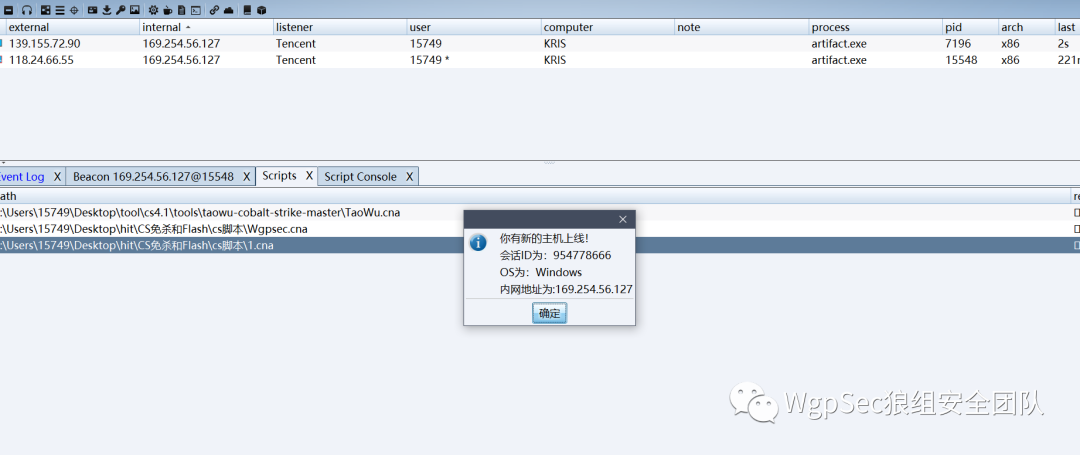 external internal listener user computer note process pid arch last
139.155.72.90 169.254.56.127 Tencent 15749 KRIS artifact.exe 7196 x86 2s
118.24.66.55 169.254.56.127 Tencent 15749 * KRIS artifact.exe 15548 x86 221m
Event Log X Beacon 169.254.56.127@15548 X Scripts X Script Console X
ath
:\Users\15749\Desktop\tool\cs4.1\tools\taowu-cobalt-strike-master\TaoWu.cna
:\Users\15749\Desktop\hit\CS免杀和Flash\cs脚本\Wgpsec.cna
:\Users\15749\Desktop\hit\CS免杀和Flash\cs脚本\1.cna
你有新的主机上线!
会话ID为：954778666
OS为：Windows
内网地址为:169.254.56.127
确定
WgpSec狼组安全团队